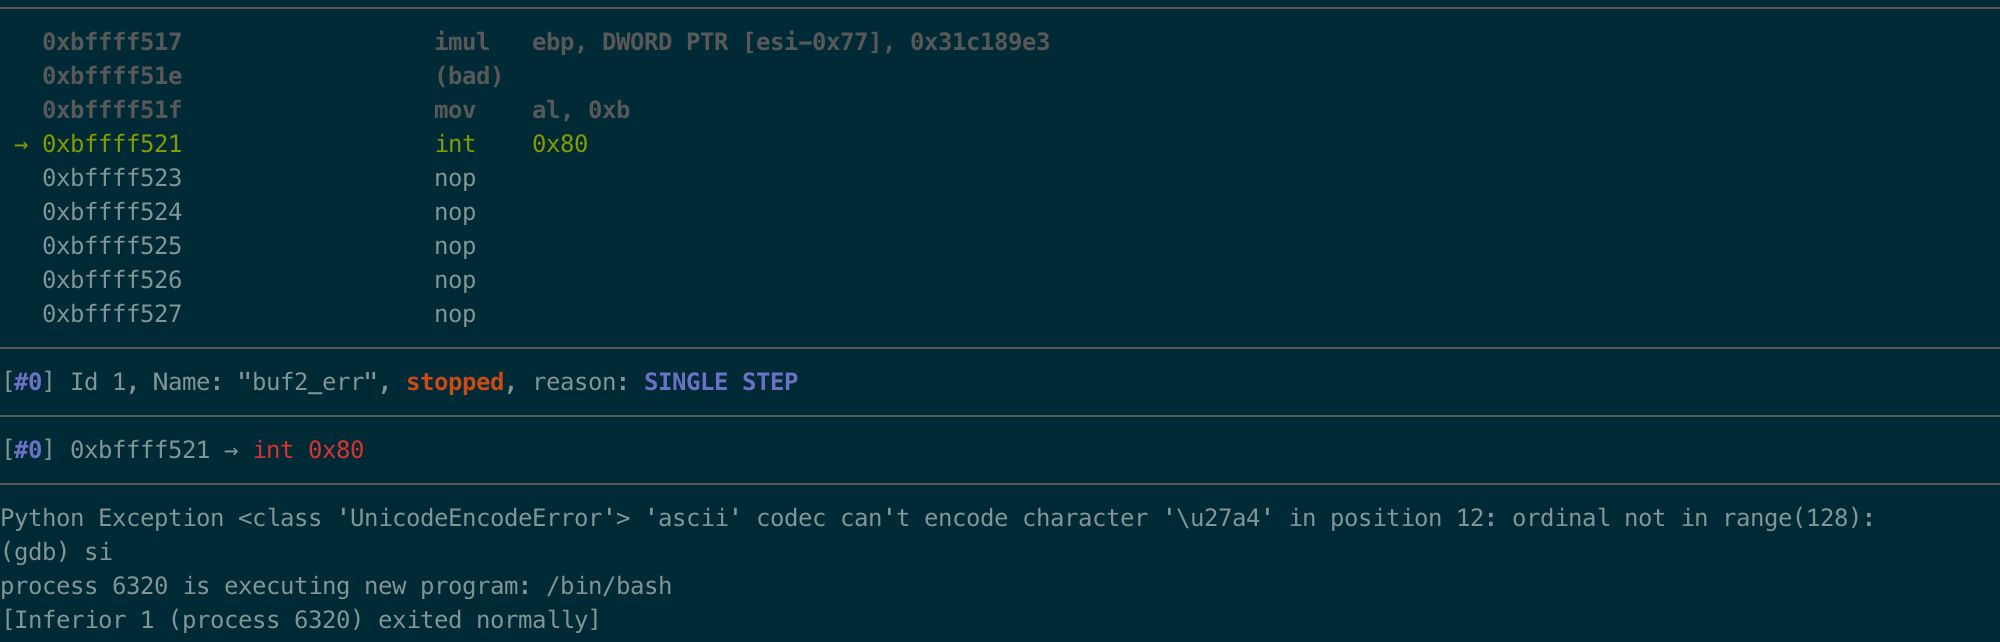 0xbffff517 imul ebp, DWORD PTR [esi-0x77], 0x31c189e3
0xbffff51e (bad)
0xbffff51f mov al, 0xb
→ 0xbffff521 int 0x80
0xbffff523 nop
0xbffff524 nop
0xbffff525 nop
0xbffff526 nop
0xbffff527 nop
[#0] Id 1, Name: "buf2_err", stopped, reason: SINGLE STEP
[#0] 0xbffff521 → int 0x80
Python Exception <class 'UnicodeEncodeError'> 'ascii' codec can't encode character '\u27a4' in position 12: ordinal not in range(128):
(gdb) si
process 6320 is executing new program: /bin/bash
[Inferior 1 (process 6320) exited normally]